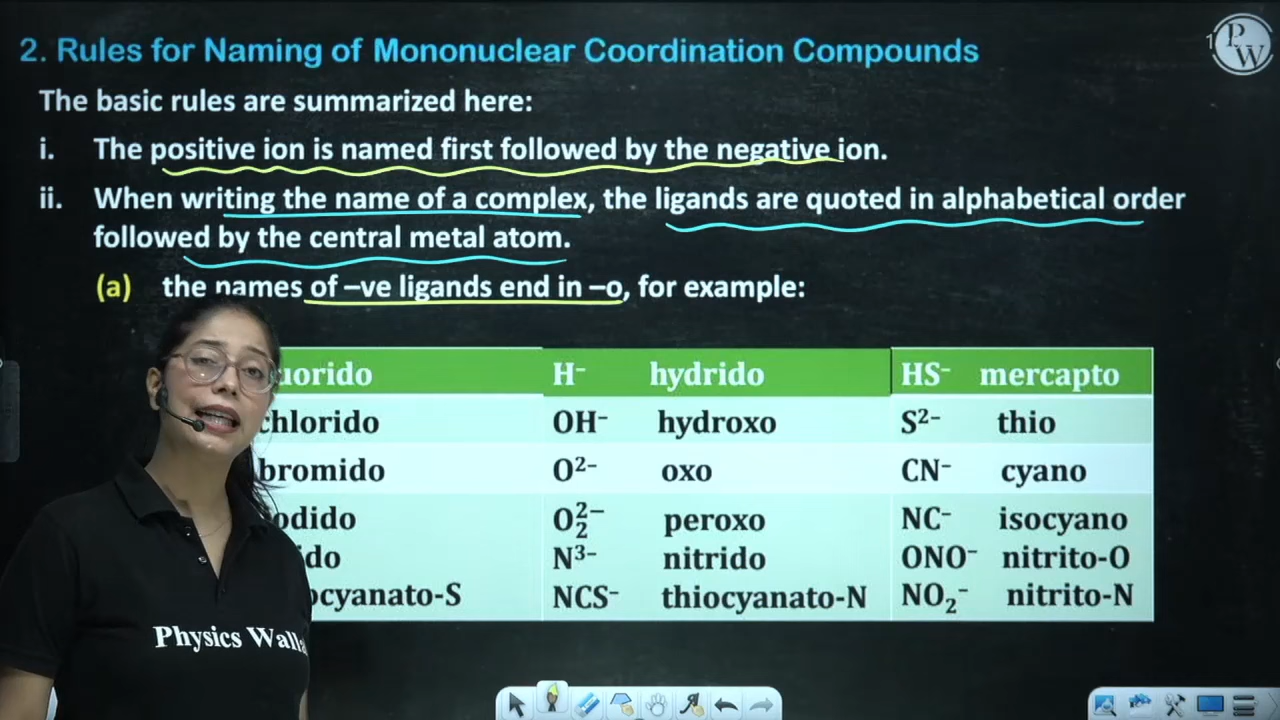 2. Rules for Naming of Mononuclear Coordination Compounds
PW
The basic rules are summarized here:
i. The positive ion is named first followed by the negative ion.
ii. When writing the name of a complex, the ligands are quoted in alphabetical order
followed by the central metal atom.
(a) the names of –ve ligands end in –o, for example:
uorido H⁻ hydrido HS⁻ mercapto
chlorido OH⁻ hydroxo S²⁻ thio
bromido O²⁻ oxo CN⁻ cyano
odido O₂²⁻ peroxo NC⁻ isocyano
ido N³⁻ nitrido ONO⁻ nitrito-O
ocyanato-S NCS⁻ thiocyanato-N NO₂⁻ nitrito-N
Physics Walla